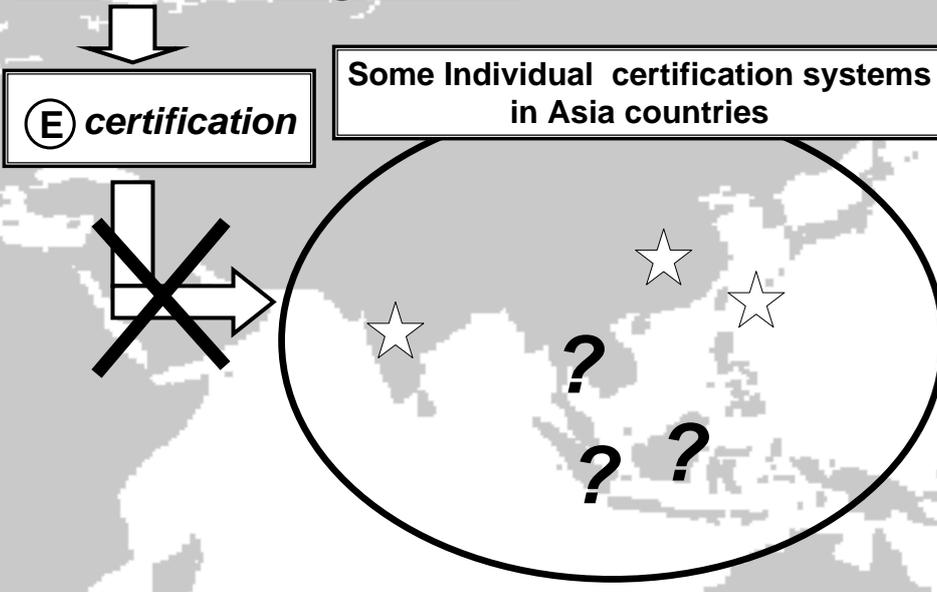 Ⓔ certification
Some Individual certification systems
in Asia countries
?
?
?